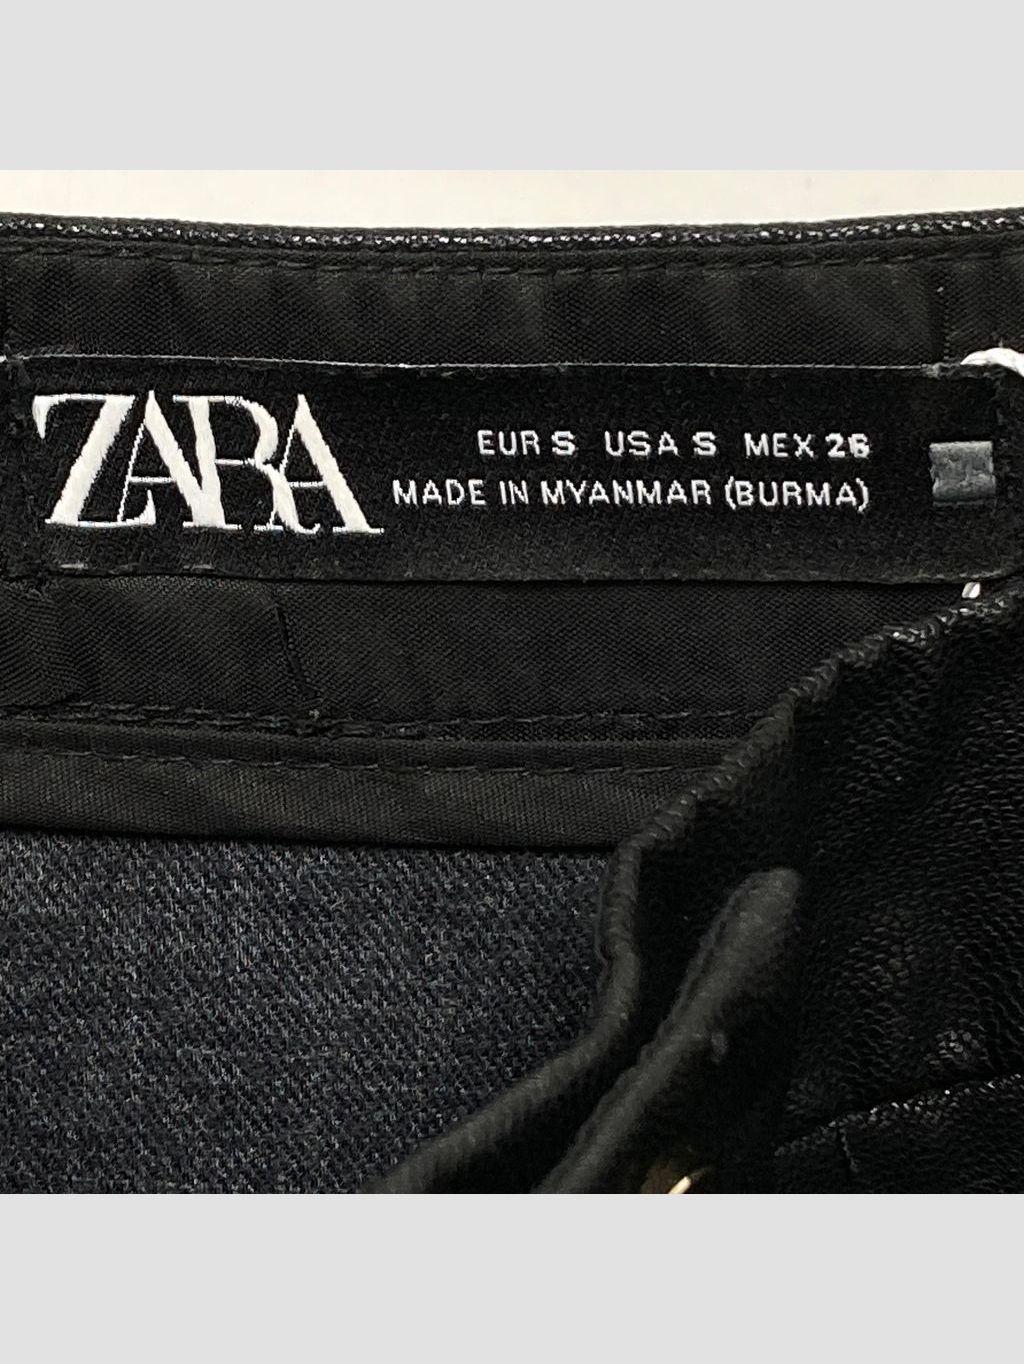 ZARA
EUR S USA S MEX 26
MADE IN MYANMAR (BURMA)